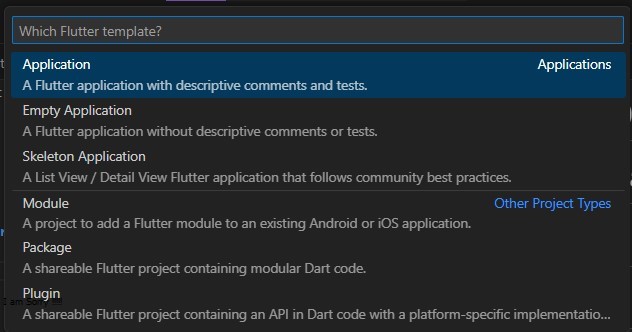 Which Flutter template?
Application Applications
A Flutter application with descriptive comments and tests.
Empty Application
A Flutter application without descriptive comments or tests.
Skeleton Application
A List View / Detail View Flutter application that follows community best practices.
Module Other Project Types
A project to add a Flutter module to an existing Android or iOS application.
Package
A shareable Flutter project containing modular Dart code.
Plugin
A shareable Flutter project containing an API in Dart code with a platform-specific implementatio...